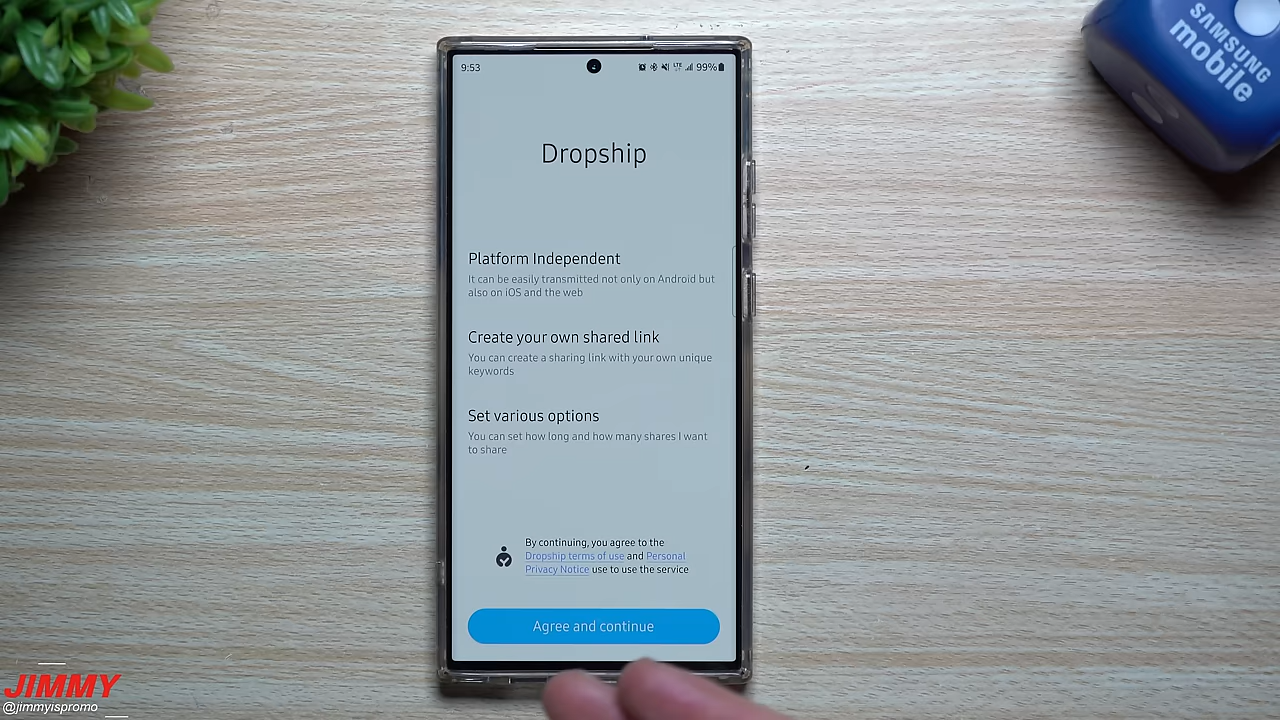 SAMSUNG
mobile
9:53
LTE
99%
Dropship
Platform Independent
It can be easily transmitted not only on Android but
also on iOS and the web
Create your own shared link
You can create a sharing link with your own unique
keywords
Set various options
You can set how long and how many shares I want
to share
By continuing, you agree to the
Dropship terms of use and Personal
Privacy Notice use to use the service
Agree and continue
JIMMY
@jimmyispromo